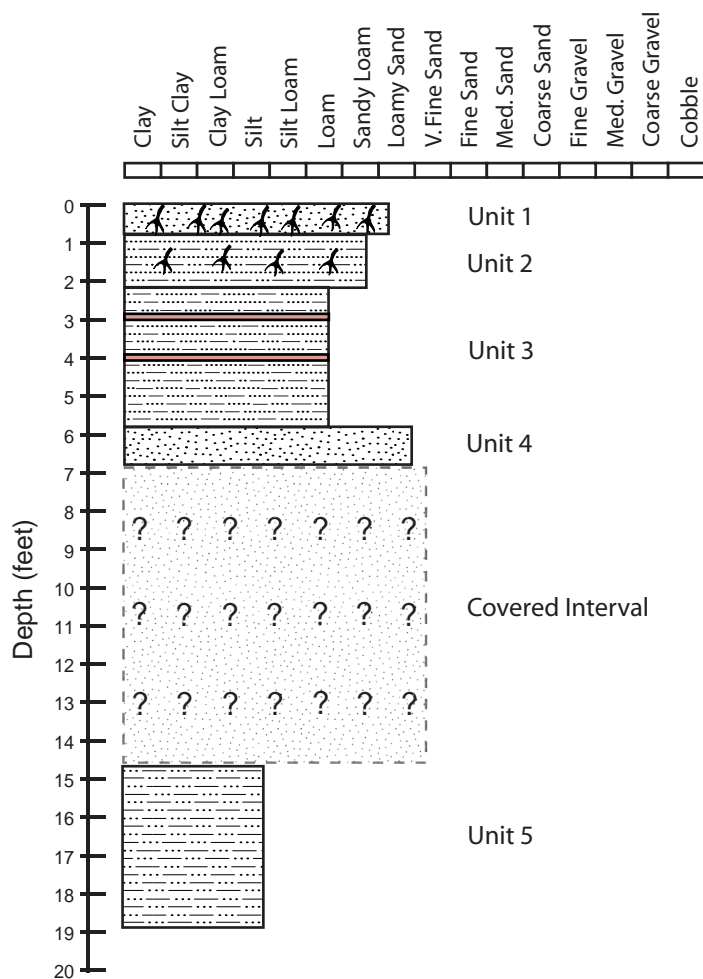 Clay
Silt Clay
Clay Loam
Silt
Silt Loam
Loam
Sandy Loam
Loamy Sand
V. Fine Sand
Fine Sand
Med. Sand
Coarse Sand
Fine Gravel
Med. Gravel
Coarse Gravel
Cobble
Depth (feet)
0
1
2
3
4
5
6
7
8
9
10
11
12
13
14
15
16
17
18
19
20
Unit 1
Unit 2
Unit 3
Unit 4
? ? ? ? ? ? ?
? ? ? ? ? ? ?
Covered Interval
? ? ? ? ? ? ?
Unit 5